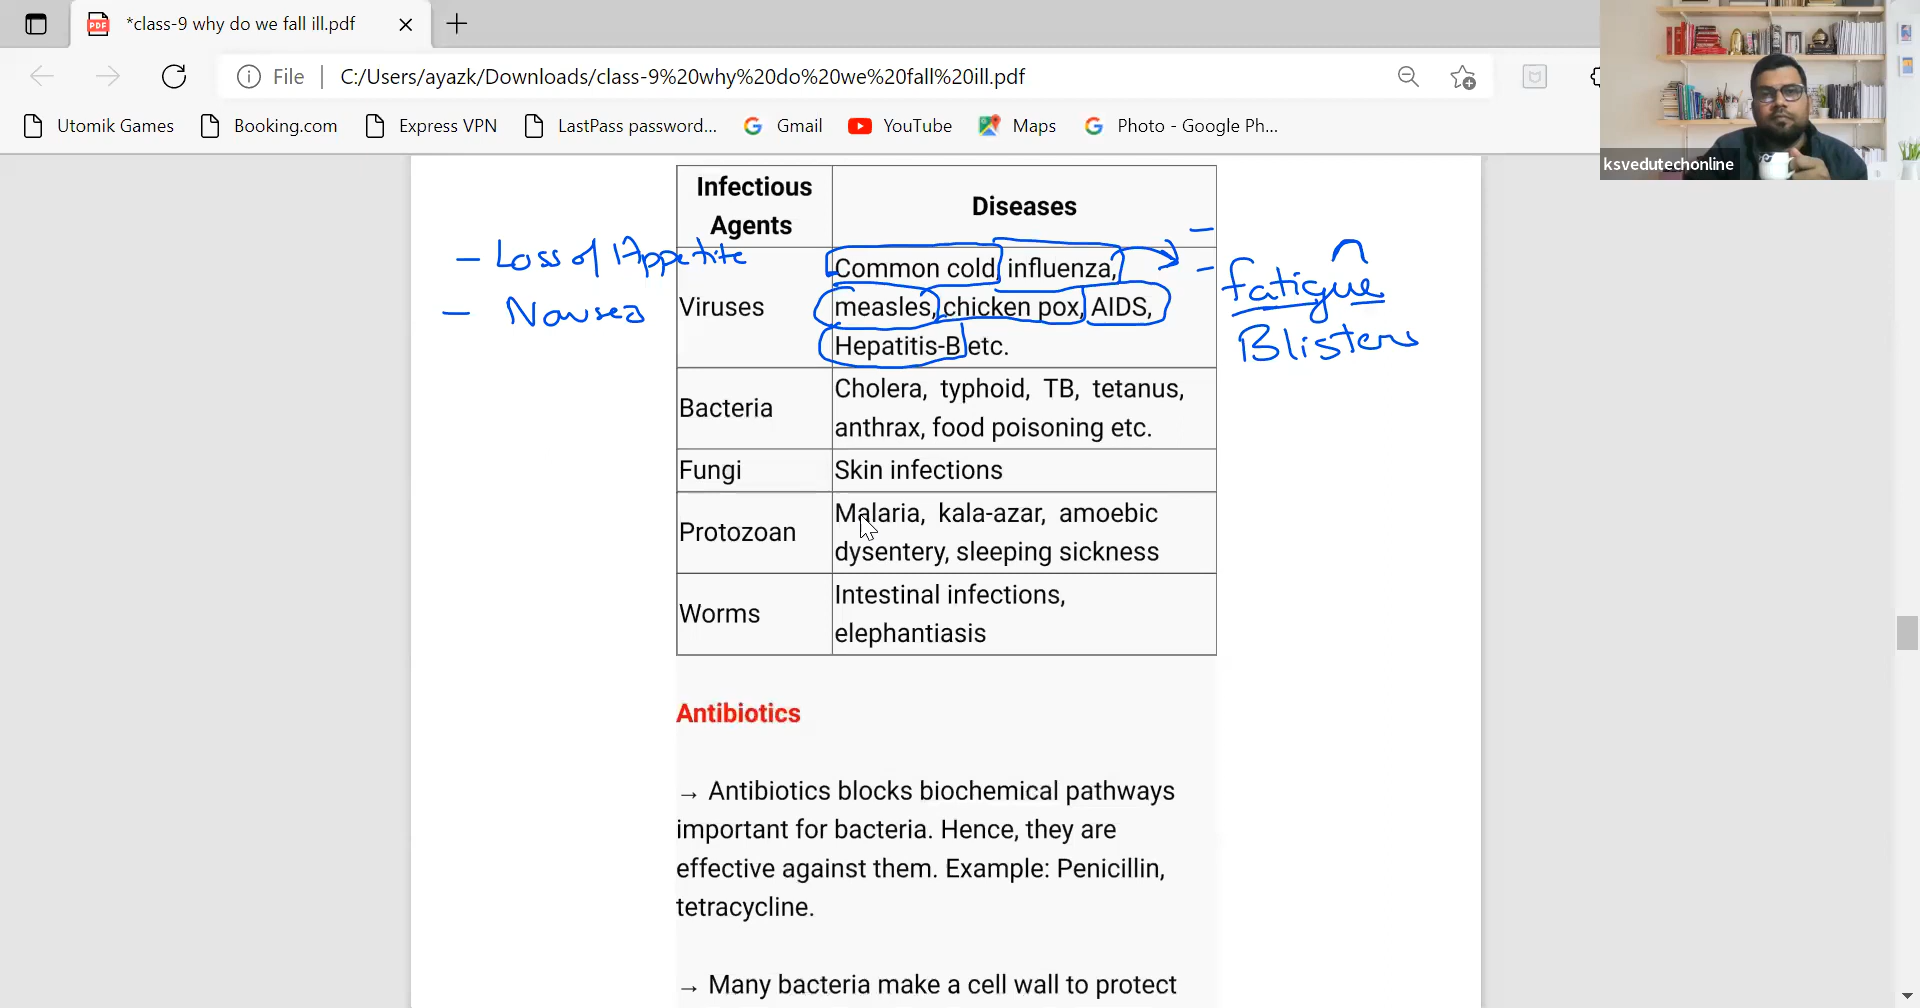 *class-9 why do we fall ill.pdf
File | C:/Users/ayazk/Downloads/class-9%20why%20do%20we%20fall%20ill.pdf
Utomik Games Booking.com Express VPN LastPass password... Gmail YouTube Maps Photo - Google Ph...
ksvedutechonline
Infectious
Agents
Diseases
- Loss of Appetite
- Nausea
Viruses
Common cold, influenza,
measles, chicken pox, AIDS,
Hepatitis-B etc.
fatigue
Blisters
Bacteria
Cholera, typhoid, TB, tetanus,
anthrax, food poisoning etc.
Fungi
Skin infections
Protozoan
Malaria, kala-azar, amoebic
dysentery, sleeping sickness
Worms
Intestinal infections,
elephantiasis
Antibiotics
→ Antibiotics blocks biochemical pathways
important for bacteria. Hence, they are
effective against them. Example: Penicillin,
tetracycline.
→ Many bacteria make a cell wall to protect